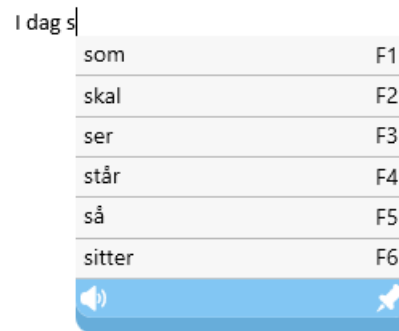 I dag s
som F1
skal F2
ser F3
står F4
så F5
sitter F6